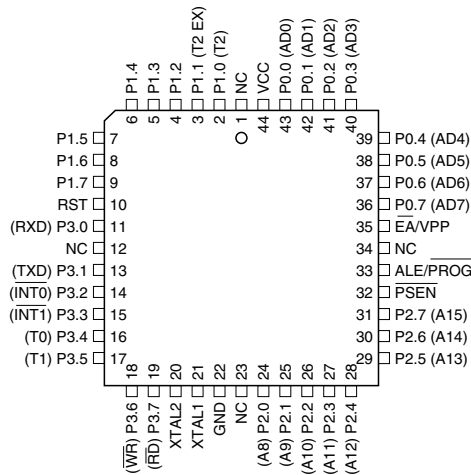 P1.4
P1.3
P1.2
P1.1 (T2 EX)
P1.0 (T2)
NC
VCC
P0.0 (AD0)
P0.1 (AD1)
P0.2 (AD2)
P0.3 (AD3)
6
5
4
3
2
1
44
43
42
41
40
P1.5 7
P1.6 8
P1.7 9
RST 10
(RXD) P3.0 11
NC 12
(TXD) P3.1 13
(INT0) P3.2 14
(INT1) P3.3 15
(T0) P3.4 16
(T1) P3.5 17
39 P0.4 (AD4)
38 P0.5 (AD5)
37 P0.6 (AD6)
36 P0.7 (AD7)
35 EA/VPP
34 NC
33 ALE/PROG
32 PSEN
31 P2.7 (A15)
30 P2.6 (A14)
29 P2.5 (A13)
18
19
20
21
22
23
24
25
26
27
28
(WR) P3.6
(RD) P3.7
XTAL2
XTAL1
GND
NC
(A8) P2.0
(A9) P2.1
(A10) P2.2
(A11) P2.3
(A12) P2.4